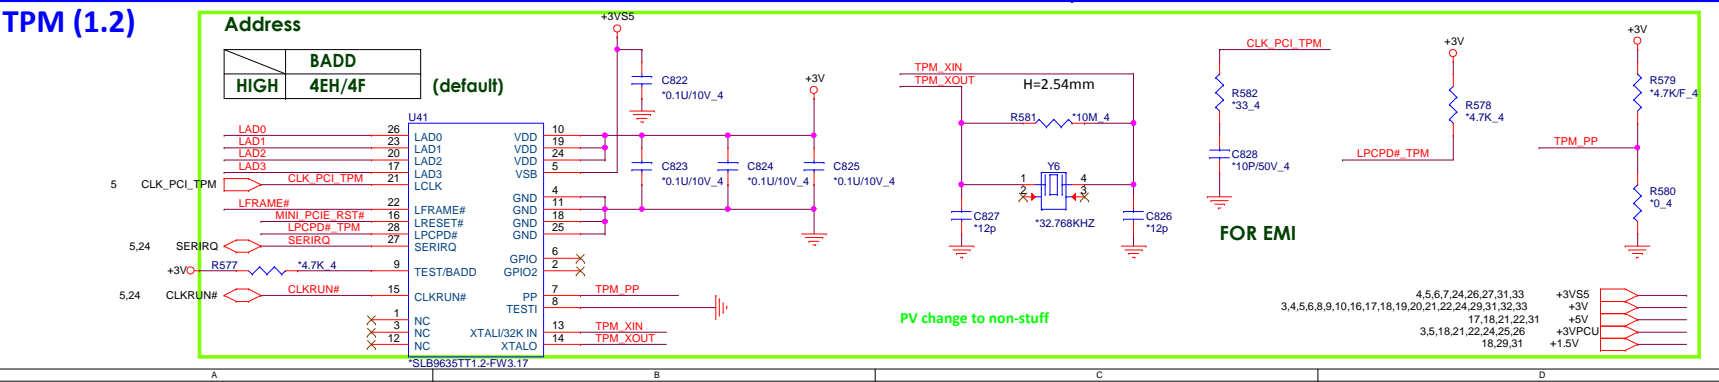 TPM (1.2)
Address
BADD
HIGH 4EH/4F (default)
+3VS5
C822
*0.1U/10V_4
+3V
U41
LAD0 26 LAD0 VDD 10
LAD1 23 LAD1 VDD 19
LAD2 20 LAD2 VDD 24
LAD3 17 LAD3 VSB 5
5 CLK_PCI_TPM CLK_PCI_TPM 21 LCLK
GND 4
LFRAME# 22 LFRAME# GND 11
MINI_PCIE_RST# 16 LRESET# GND 18
LPCPD#_TPM 28 LPCPD# GND 25
5,24 SERIRQ SERIRQ 27 SERIRQ
GPIO 6
+3V R577 *4.7K_4 9 TEST/BADD GPIO2 2
5,24 CLKRUN# CLKRUN# 15 CLKRUN# PP 7 TPM_PP
TESTI 8
1 NC
3 NC XTALI/32K IN 13 TPM_XIN
12 NC XTALO 14 TPM_XOUT
*SLB9635TT1.2-FW3.17
C823
*0.1U/10V_4
C824
*0.1U/10V_4
C825
*0.1U/10V_4
TPM_XIN
TPM_XOUT
H=2.54mm
R581 *10M_4
Y6
1 4
2 3
*32.768KHZ
C827
*12p
C826
*12p
CLK_PCI_TPM
R582
*33_4
C828
*10P/50V_4
FOR EMI
+3V
R578
*4.7K_4
LPCPD#_TPM
+3V
R579
*4.7K/F_4
TPM_PP
R580
*0_4
PV change to non-stuff
4,5,6,7,24,26,27,31,33 +3VS5
3,4,5,6,8,9,10,16,17,18,19,20,21,22,24,29,31,32,33 +3V
17,18,21,22,31 +5V
3,5,18,21,22,24,25,26 +3VPCU
18,29,31 +1.5V
A B C D